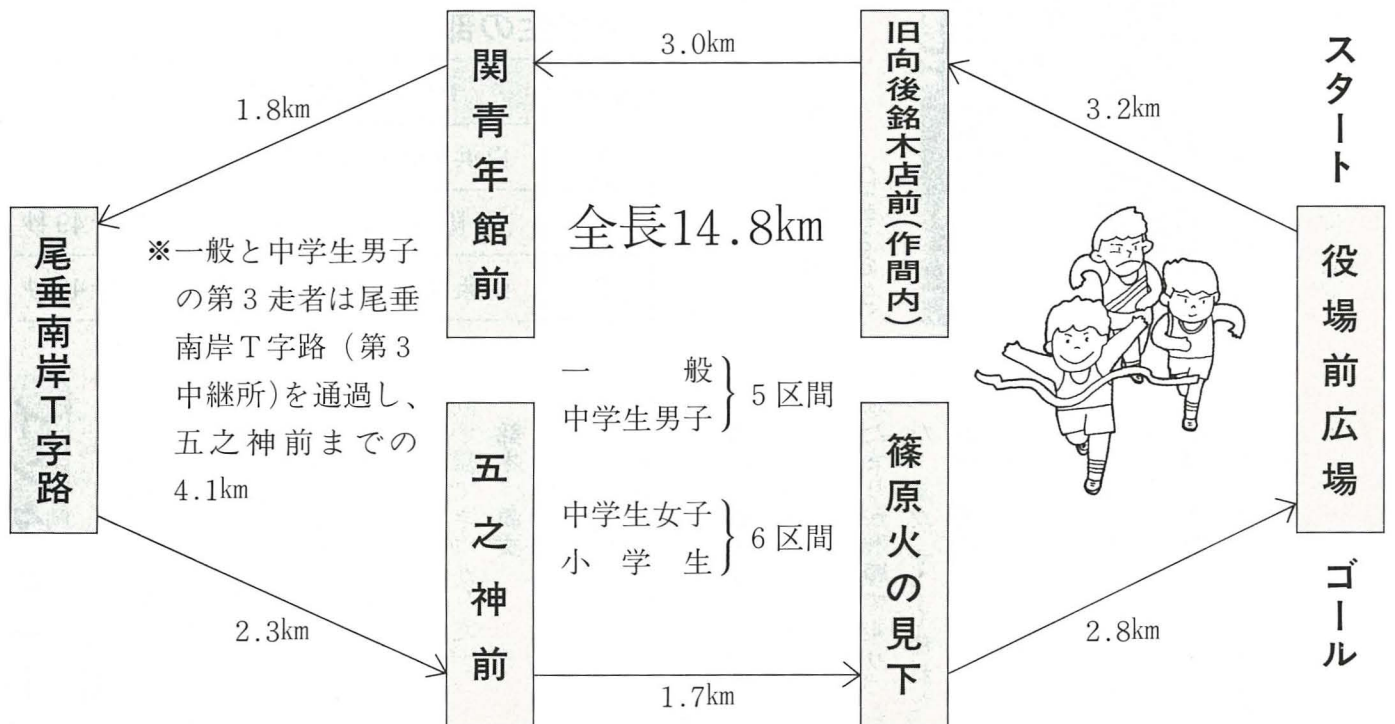 スタート
役場前広場
ゴール
3.2km
旧向後銘木店前(作間内)
3.0km
関青年館前
1.8km
尾垂南岸T字路
2.3km
五之神前
1.7km
篠原火の見下
2.8km
全長14.8km
※一般と中学生男子
の第3走者は尾垂
南岸T字路(第3
中継所)を通過し、
五之神前までの
4.1km
一般
中学生男子
5区間
中学生女子
小学生
6区間